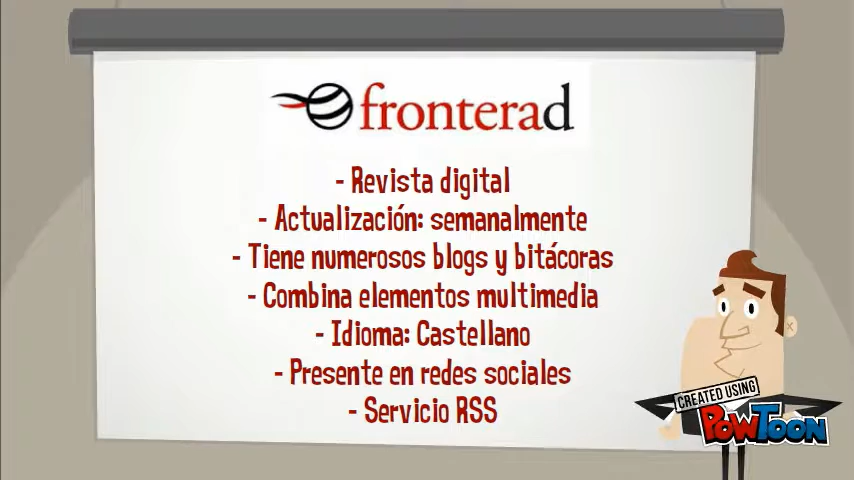 fronterad
- Revista digital
- Actualización: semanalmente
- Tiene numerosos blogs y bitácoras
- Combina elementos multimedia
- Idioma: Castellano
- Presente en redes sociales
- Servicio RSS
CREATED USING
POWTOON